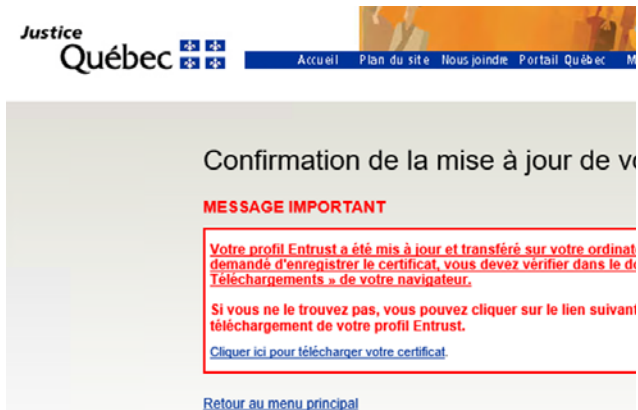 Justice
Québec
Accueil Plan du site Nous joindre Portail Québec
Confirmation de la mise à jour de
MESSAGE IMPORTANT
Votre profil Entrust a été mis à jour et transféré sur votre
demandé d'enregistrer le certificat, vous devez vérifier dans le
Téléchargements » de votre navigateur.
Si vous ne le trouvez pas, vous pouvez cliquer sur le lien suivant
téléchargement de votre profil Entrust.
Cliquer ici pour télécharger votre certificat.
Retour au menu principal